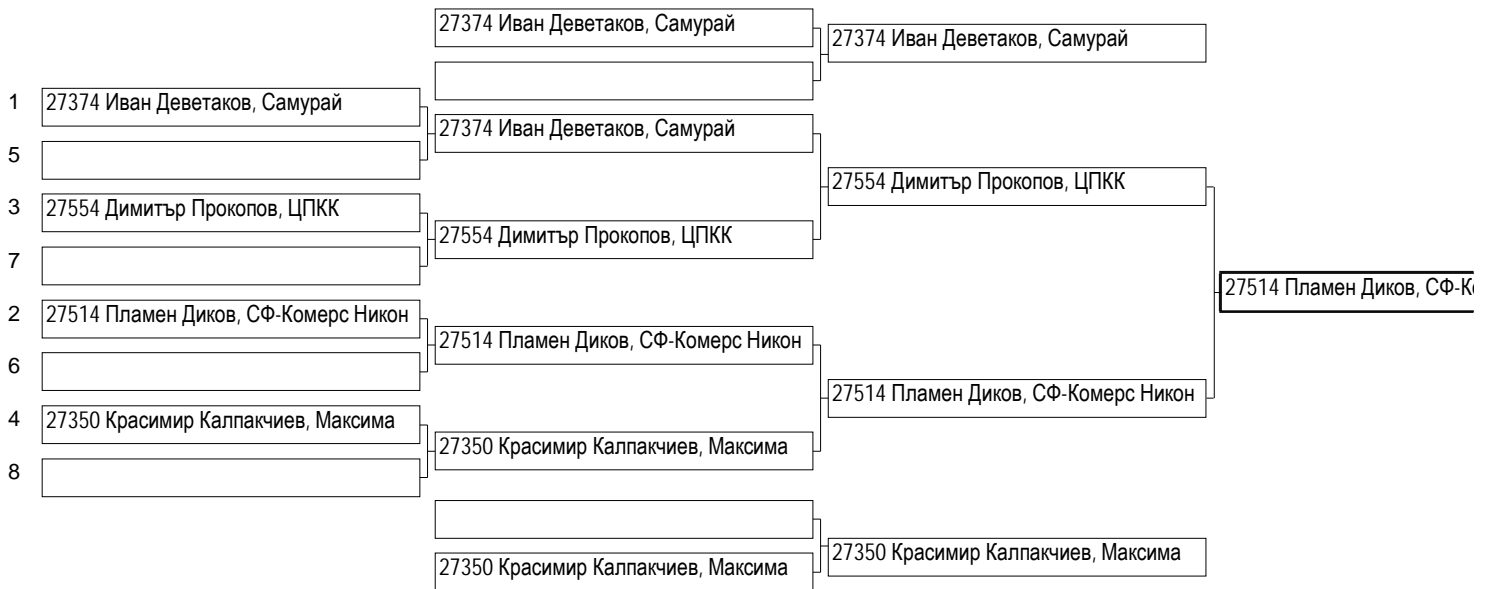 27374 Иван Деветаков, Самурай
27374 Иван Деветаков, Самурай
1 27374 Иван Деветаков, Самурай
27374 Иван Деветаков, Самурай
5
27554 Димитър Прокопов, ЦПКК
3 27554 Димитър Прокопов, ЦПКК
27554 Димитър Прокопов, ЦПКК
7
27514 Пламен Диков, СФ-К
2 27514 Пламен Диков, СФ-Комерс Никон
27514 Пламен Диков, СФ-Комерс Никон
6
27514 Пламен Диков, СФ-Комерс Никон
4 27350 Красимир Калпакчиев, Максима
27350 Красимир Калпакчиев, Максима
8
27350 Красимир Калпакчиев, Максима
27350 Красимир Калпакчиев, Максима